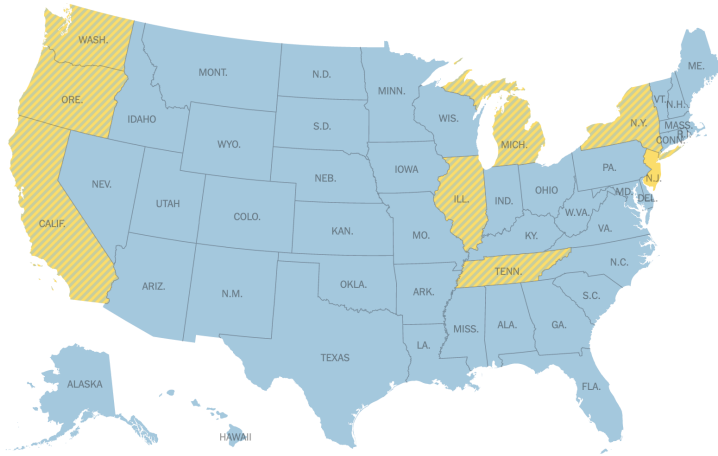 WASH.
ORE.
CALIF.
IDAHO
NEV.
MONT.
WYO.
UTAH
ARIZ.
COLO.
N.M.
N.D.
S.D.
NEB.
KAN.
OKLA.
TEXAS
MINN.
IOWA
MO.
ARK.
LA.
WIS.
ILL.
MICH.
IND.
OHIO
KY.
TENN.
MISS.
ALA.
GA.
FLA.
S.C.
N.C.
VA.
W.VA.
PA.
MD.
DEL.
N.J.
N.Y.
CONN.
R.I.
MASS.
VT.
N.H.
ME.
ALASKA
HAWAII